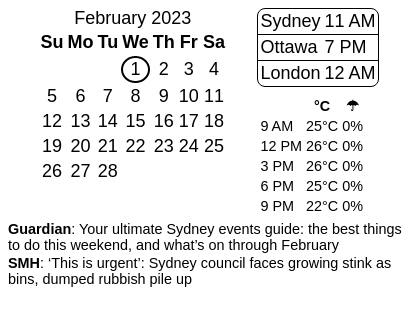 February 2023
Su Mo Tu We Th Fr Sa
1 2 3 4
5 6 7 8 9 10 11
12 13 14 15 16 17 18
19 20 21 22 23 24 25
26 27 28
Sydney 11 AM
Ottawa 7 PM
London 12 AM
°C ☂
9 AM 25°C 0%
12 PM 26°C 0%
3 PM 26°C 0%
6 PM 25°C 0%
9 PM 22°C 0%
Guardian: Your ultimate Sydney events guide: the best things
to do this weekend, and what’s on through February
SMH: ‘This is urgent’: Sydney council faces growing stink as
bins, dumped rubbish pile up